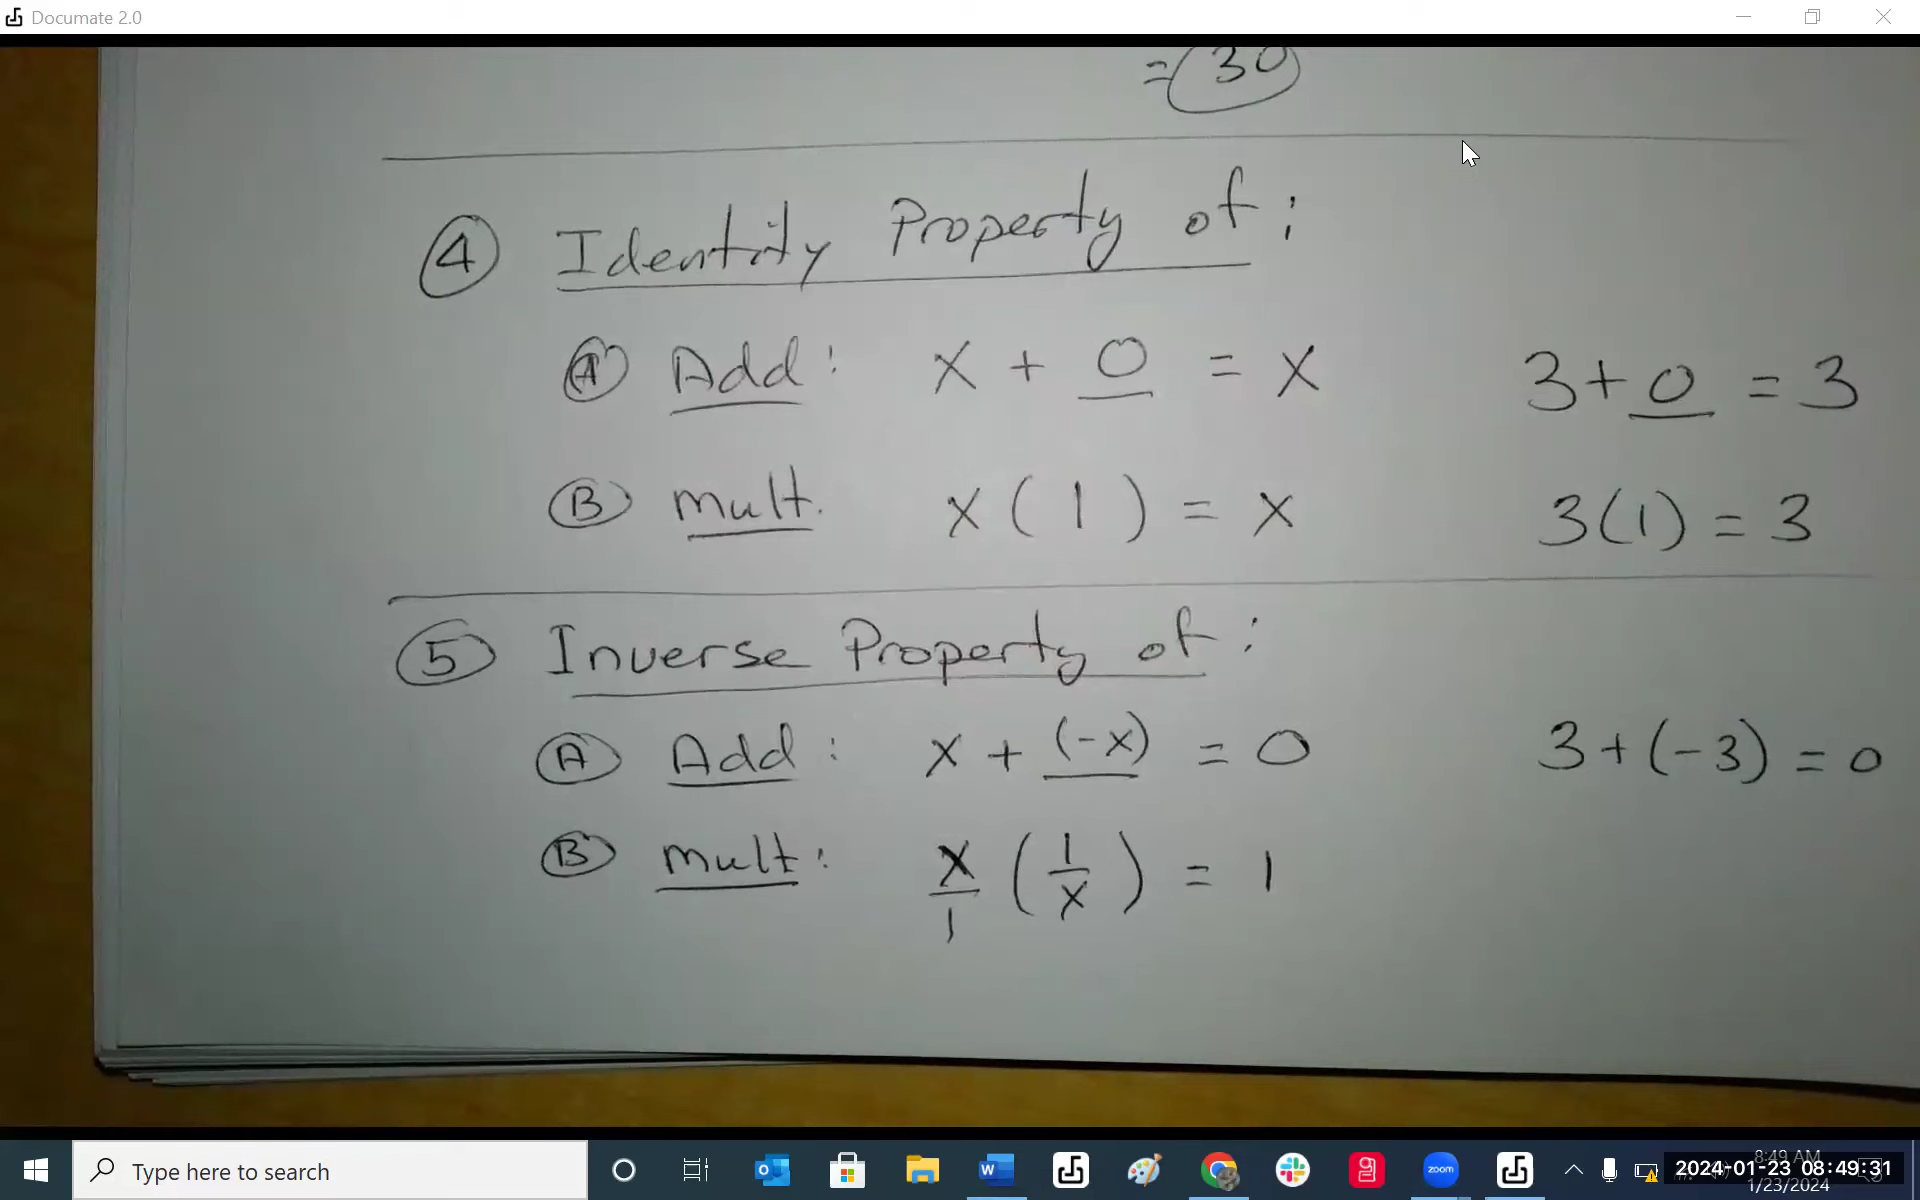 Documate 2.0
= 30
4 Identity Property of:
A Add: x + 0 = x 3 + 0 = 3
B Mult. x ( 1 ) = x 3(1) = 3
5 Inverse Property of:
A Add: x + (-x) = 0 3 + (-3) = 0
B Mult: x/1 ( 1/x ) = 1
Type here to search
zoom
8:49 AM
2024-01-23 08:49:31
1/23/2024